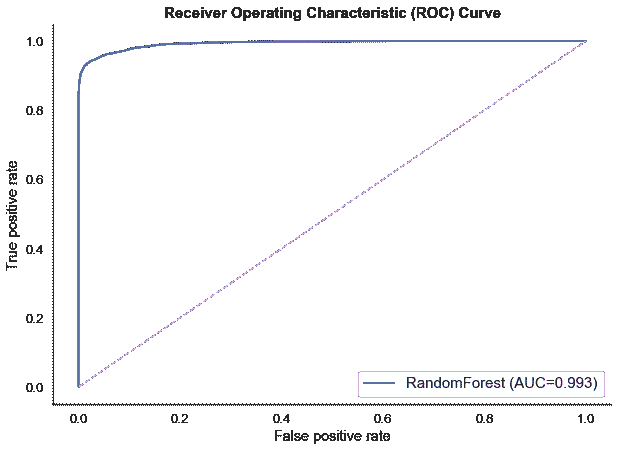 Receiver Operating Characteristic (ROC) Curve
1.0
0.8
0.6
0.4
0.2
0.0
True positive rate
RandomForest (AUC=0.993)
0.0 0.2 0.4 0.6 0.8 1.0
False positive rate